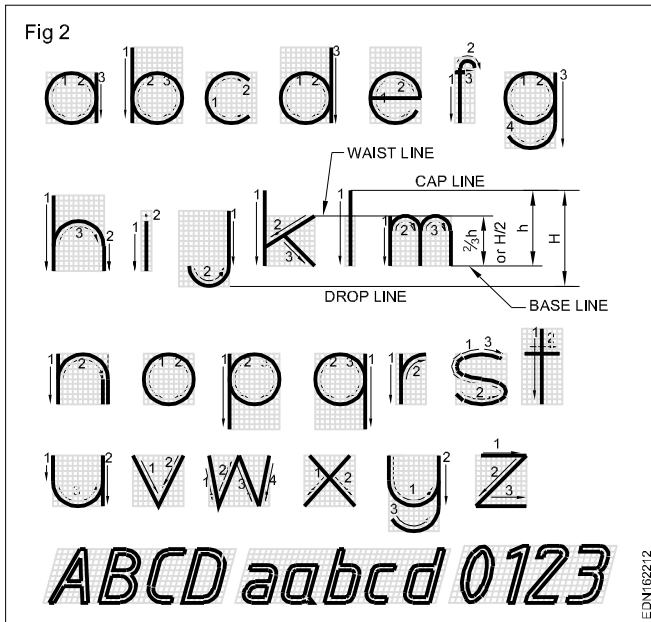 Fig 2
a b c d e f g
WAIST LINE
CAP LINE
h i j k l m
2/3h or H/2
h
H
DROP LINE
BASE LINE
n o p q r s t
u v w x y z
ABCD aabcd 0123
EDN162212